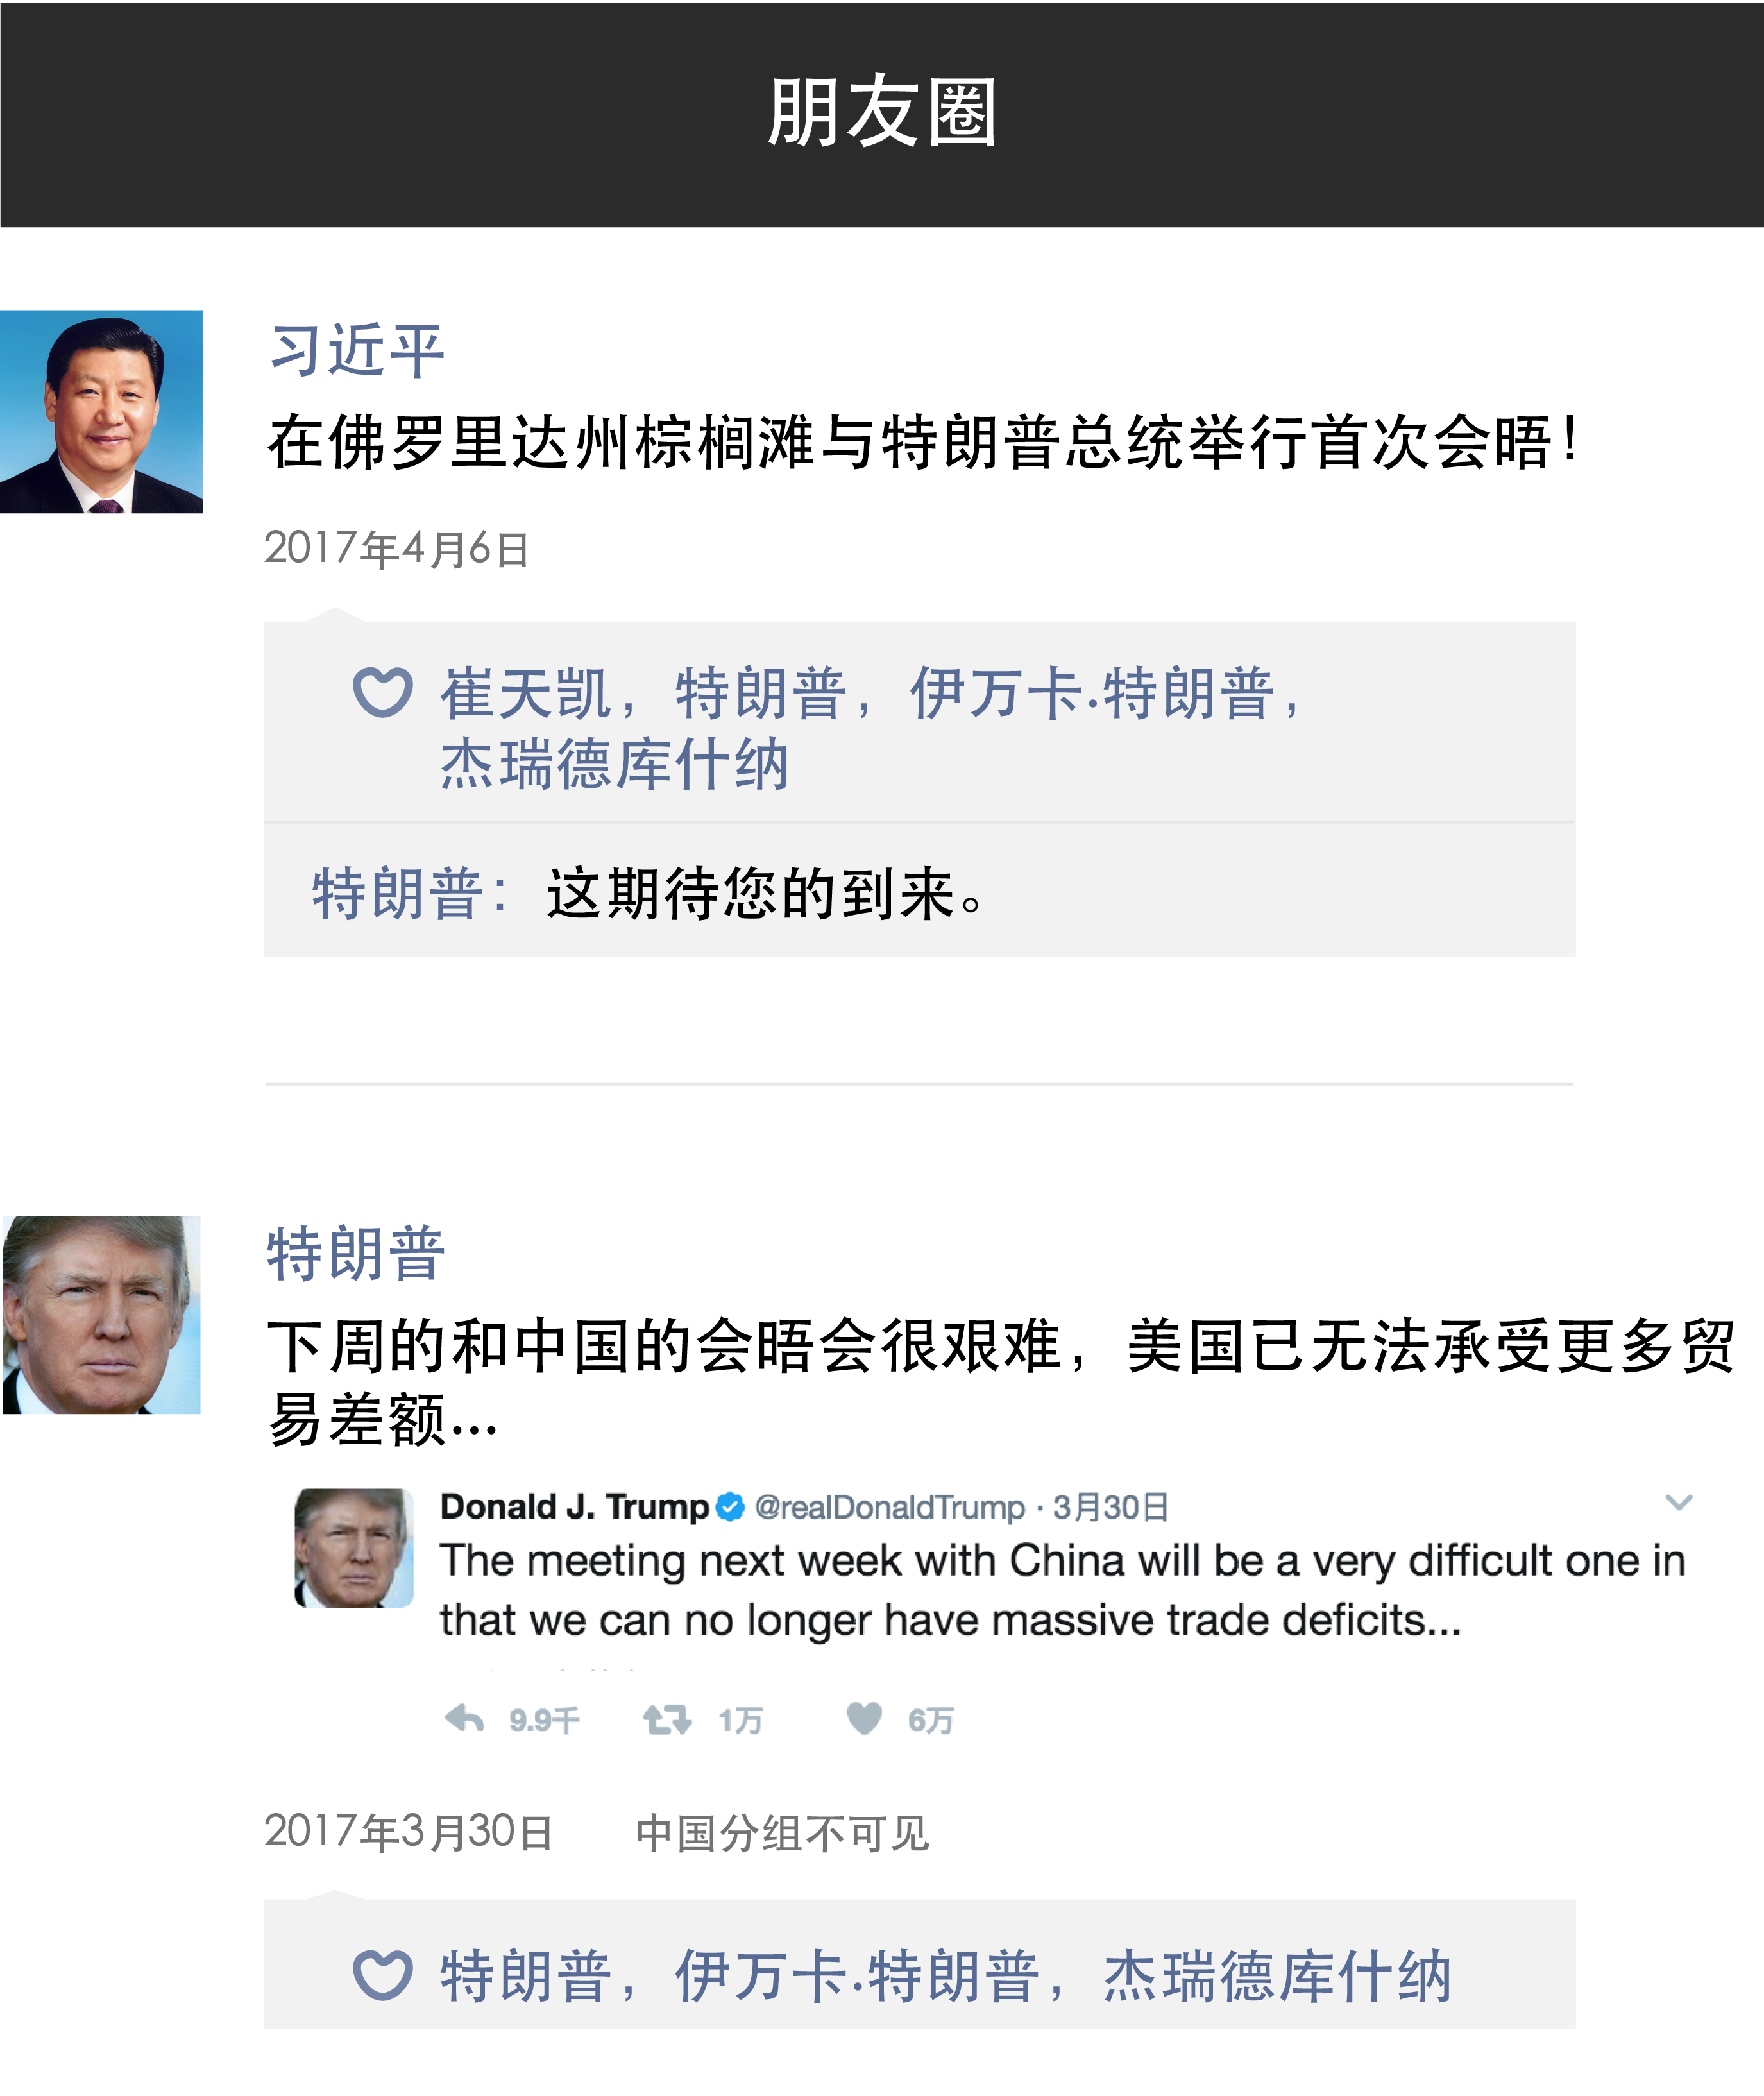 朋友圈
习近平
在佛罗里达州棕榈滩与特朗普总统举行首次会晤！
2017年4月6日
崔天凯，特朗普，伊万卡.特朗普，
杰瑞德库什纳
特朗普：这期待您的到来。
特朗普
下周的和中国的会晤会很艰难，美国已无法承受更多贸
易差额...
Donald J. Trump @realDonaldTrump · 3月30日
The meeting next week with China will be a very difficult one in
that we can no longer have massive trade deficits...
9.9千 1万 6万
2017年3月30日 中国分组不可见
特朗普，伊万卡.特朗普，杰瑞德库什纳